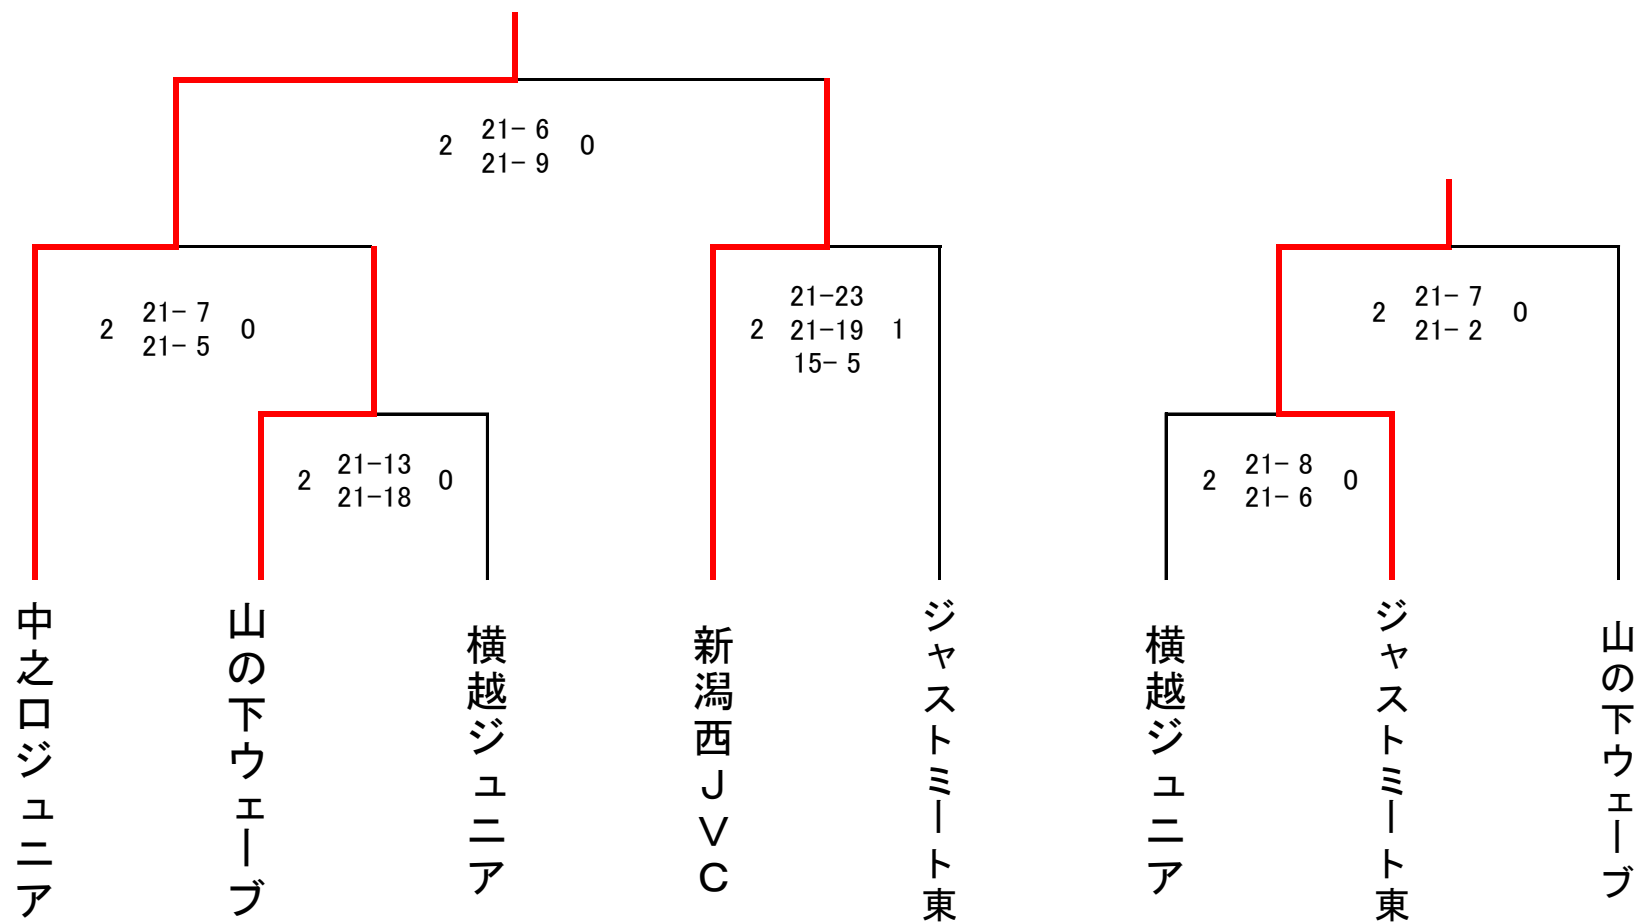 21- 6
2 0
21- 9
21- 7
2 0
21- 5
21-23
2 21-19 1
15- 5
21- 7
2 0
21- 2
21-13
2 0
21-18
21- 8
2 0
21- 6
中之口ジュニア
山の下ウェーブ
横越ジュニア
新潟西JVC
ジャストミート東
横越ジュニア
ジャストミート東
山の下ウェーブ